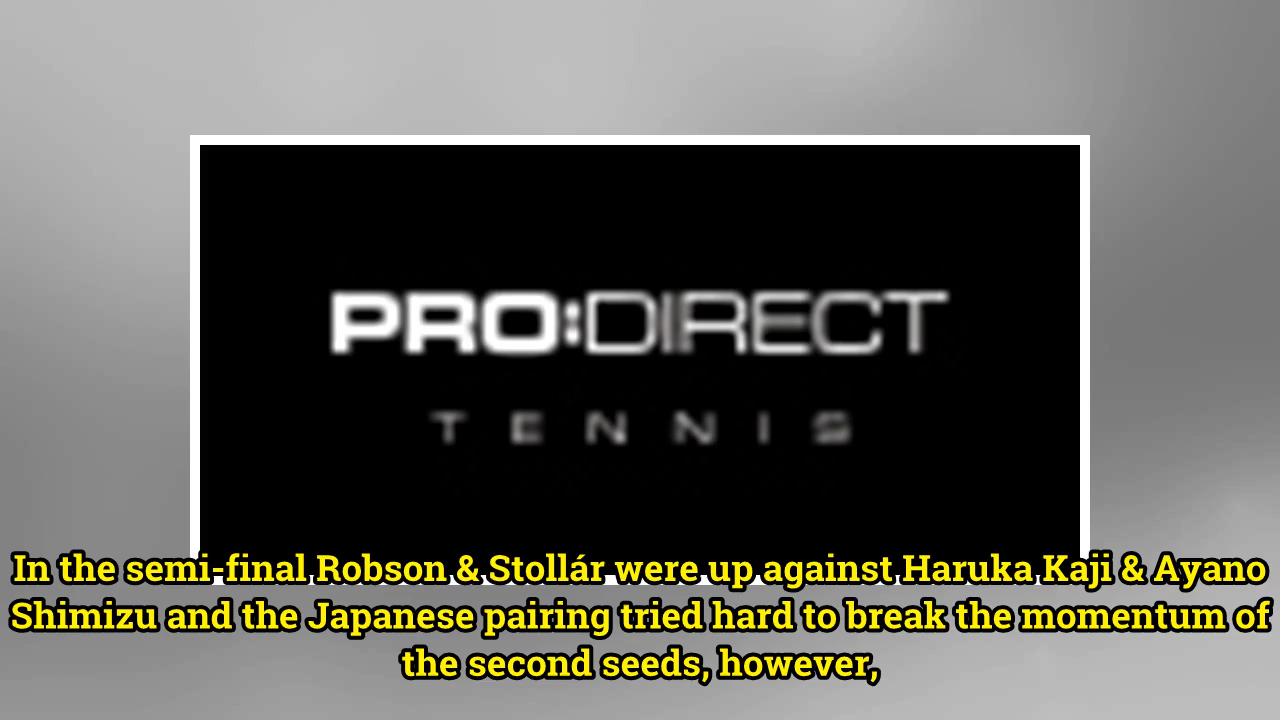 PRO:DIRECT
TENNIS
In the semi-final Robson & Stollár were up against Haruka Kaji & Ayano
Shimizu and the Japanese pairing tried hard to break the momentum of
the second seeds, however,